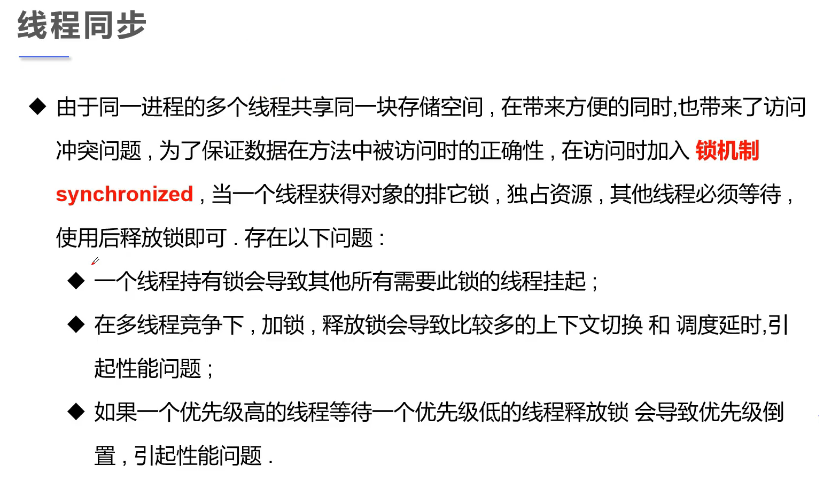 线程同步
◆ 由于同一进程的多个线程共享同一块存储空间 , 在带来方便的同时,也带来了访问
冲突问题 , 为了保证数据在方法中被访问时的正确性 , 在访问时加入 锁机制
synchronized , 当一个线程获得对象的排它锁 , 独占资源 , 其他线程必须等待 ,
使用后释放锁即可 . 存在以下问题 :
◆ 一个线程持有锁会导致其他所有需要此锁的线程挂起 ;
◆ 在多线程竞争下 , 加锁 , 释放锁会导致比较多的上下文切换 和 调度延时,引
起性能问题 ;
◆ 如果一个优先级高的线程等待一个优先级低的线程释放锁 会导致优先级倒
置 , 引起性能问题 .